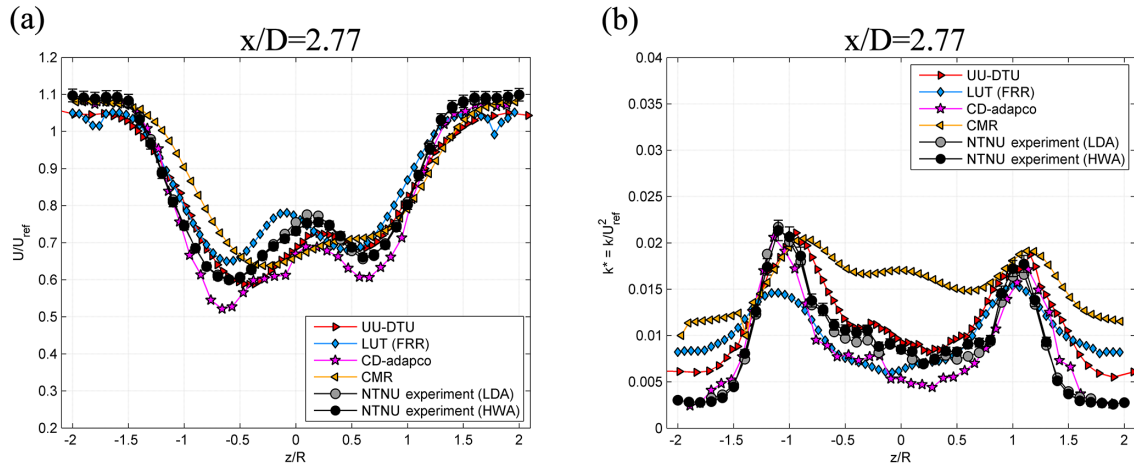 (a)
x/D=2.77
1.2
1.1
1
0.9
0.8
0.7
0.6
0.5
0.4
0.3
0.2
U/Uref
-2 -1.5 -1 -0.5 0 0.5 1 1.5 2
z/R
UU-DTU
LUT (FRR)
CD-adapco
CMR
NTNU experiment (LDA)
NTNU experiment (HWA)
(b)
x/D=2.77
0.04
0.035
0.03
0.025
0.02
0.015
0.01
0.005
0
k* = k/U²ref
-2 -1.5 -1 -0.5 0 0.5 1 1.5 2
z/R
UU-DTU
LUT (FRR)
CD-adapco
CMR
NTNU experiment (LDA)
NTNU experiment (HWA)